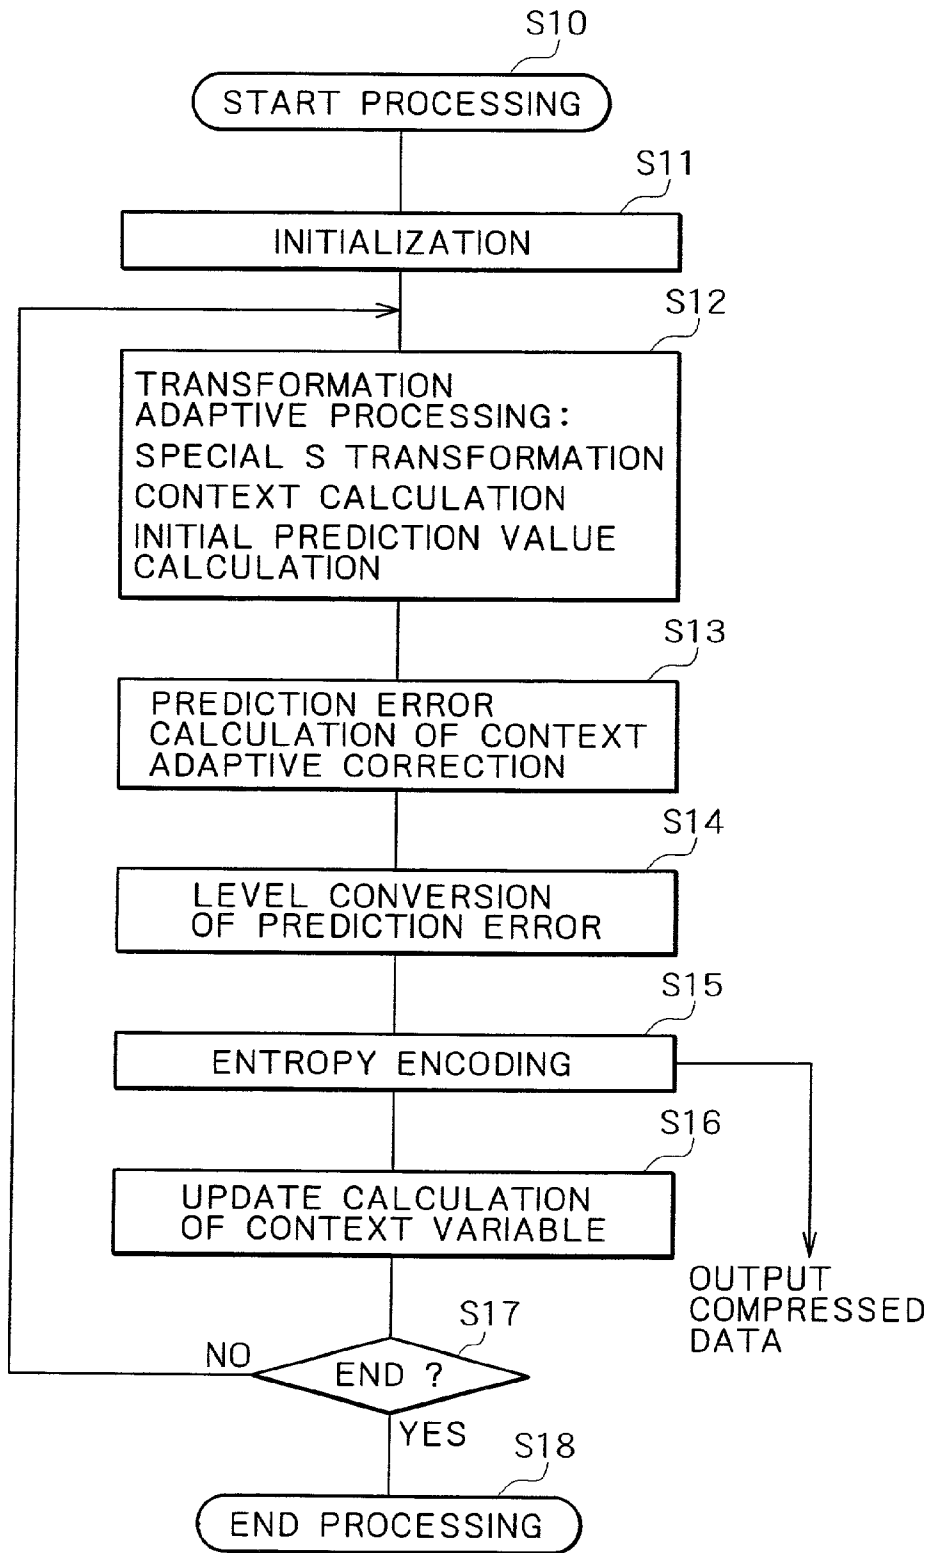 S10
START PROCESSING
S11
INITIALIZATION
S12
TRANSFORMATION
ADAPTIVE PROCESSING:
SPECIAL S TRANSFORMATION
CONTEXT CALCULATION
INITIAL PREDICTION VALUE
CALCULATION
S13
PREDICTION ERROR
CALCULATION OF CONTEXT
ADAPTIVE CORRECTION
S14
LEVEL CONVERSION
OF PREDICTION ERROR
S15
ENTROPY ENCODING
S16
UPDATE CALCULATION
OF CONTEXT VARIABLE
OUTPUT
COMPRESSED
DATA
S17
NO
END ?
YES
S18
END PROCESSING